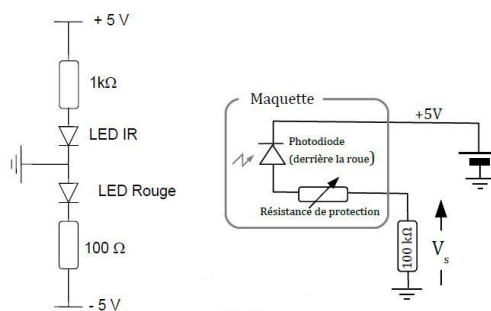 + 5 V
1kΩ
LED IR
LED Rouge
100 Ω
- 5 V
Maquette
+5V
Photodiode
(derrière la roue)
Résistance de protection
100 kΩ
Vs